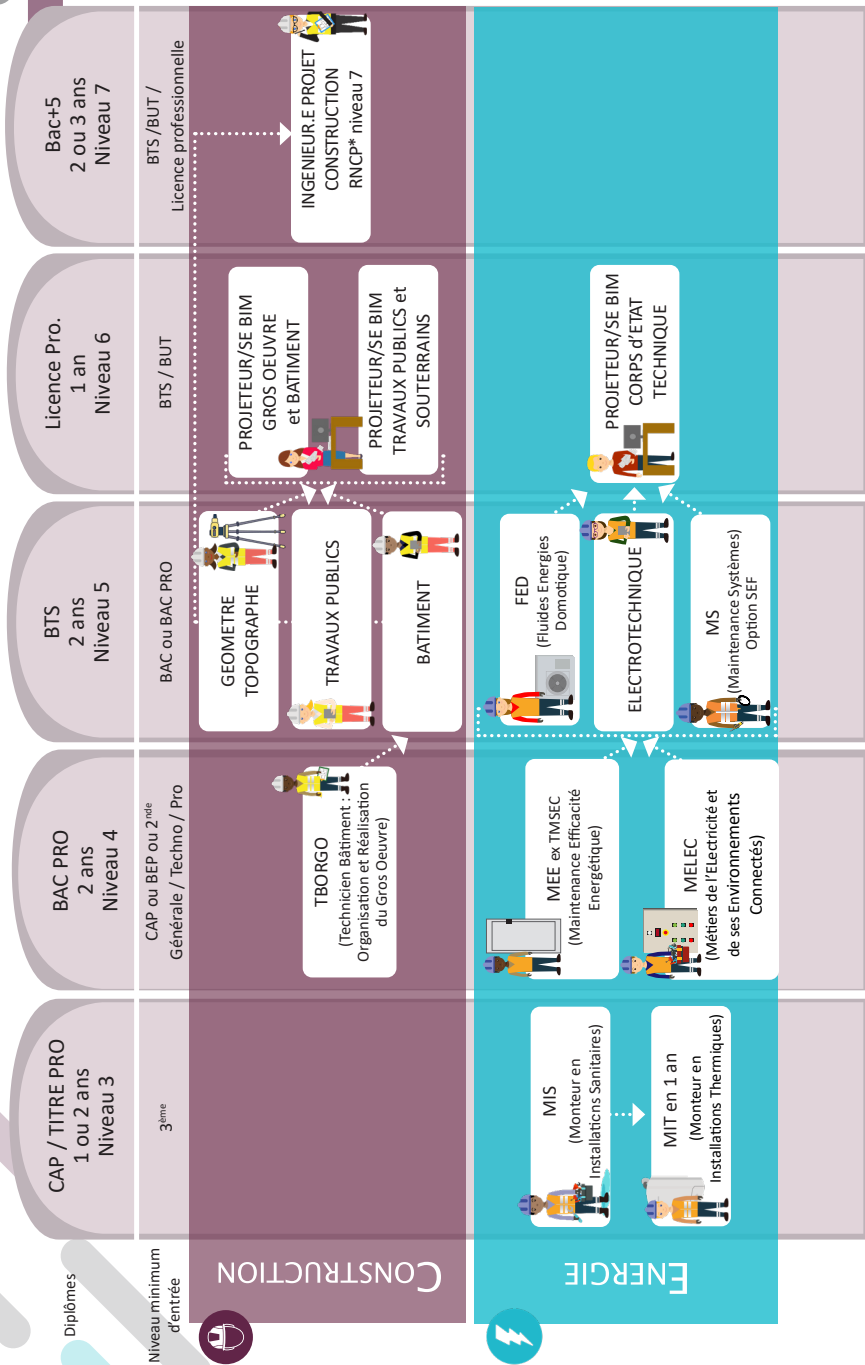 Diplômes
CAP / TITRE PRO
1 ou 2 ans
Niveau 3
BAC PRO
2 ans
Niveau 4
BTS
2 ans
Niveau 5
Licence Pro.
1 an
Niveau 6
Bac+5
2 ou 3 ans
Niveau 7
Niveau minimum
d'entrée
3ème
CAP ou BEP ou 2nde
Générale / Techno / Pro
BAC ou BAC PRO
BTS / BUT
BTS /BUT /
Licence professionnelle
CONSTRUCTION
TBORGO
(Technicien Bâtiment :
Organisation et Réalisation
du Gros Oeuvre)
GEOMETRE
TOPOGRAPHE
TRAVAUX PUBLICS
BATIMENT
PROJETEUR/SE BIM
GROS OEUVRE
et BATIMENT
PROJETEUR/SE BIM
TRAVAUX PUBLICS et
SOUTERRAINS
INGENIEUR.E PROJET
CONSTRUCTION
RNCP* niveau 7
ENERGIE
MIS
(Monteur en
Installations Sanitaires)
MIT en 1 an
(Monteur en
Installations Thermiques)
MEE ex TMSEC
(Maintenance Efficacité
Energétique)
MELEC
(Métiers de l'ELectricité et
de ses Environnements
Connectés)
FED
(Fluides Energies
Domotique)
ELECTROTECHNIQUE
MS
(Maintenance Systèmes)
Option SEF
PROJETEUR/SE BIM
CORPS d'ETAT
TECHNIQUE